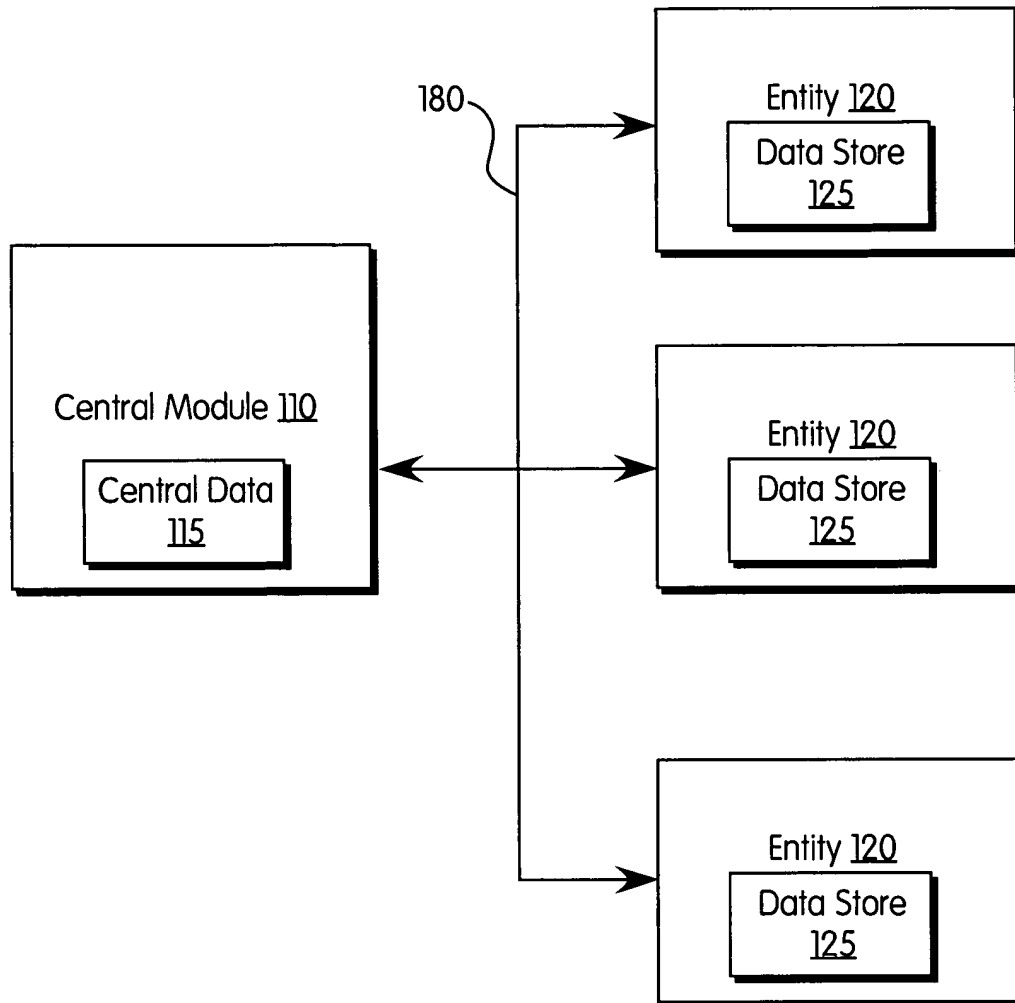 180
Entity 120
Data Store
125
Central Module 110
Central Data
115
Entity 120
Data Store
125
Entity 120
Data Store
125